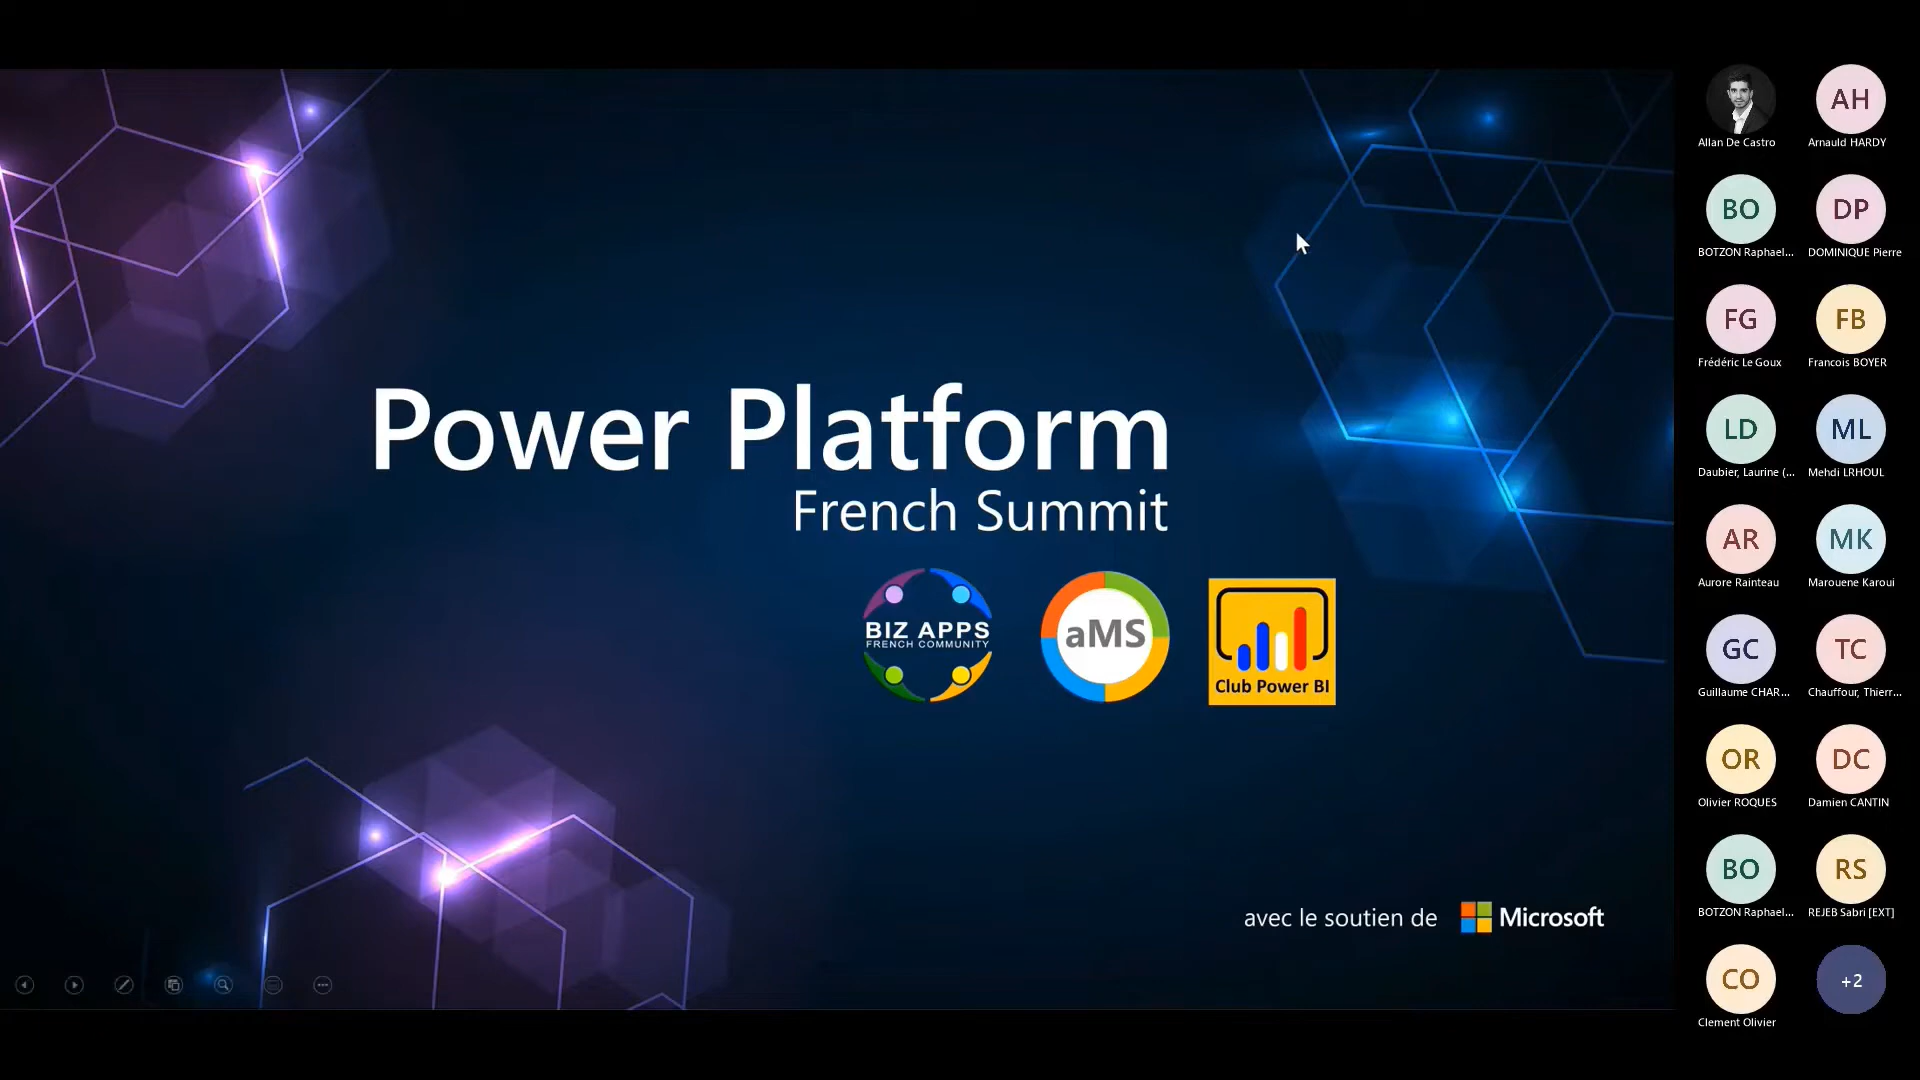 Power Platform
French Summit
BIZ APPS
FRENCH COMMUNITY
aMS
Club Power BI
avec le soutien de
Microsoft
Allan De Castro
AH
Arnauld HARDY
BO
BOTZON Raphael...
DP
DOMINIQUE Pierre
FG
Frédéric Le Goux
FB
Francois BOYER
LD
Daubier, Laurine (...
ML
Mehdi LRHOUL
AR
Aurore Rainteau
MK
Marouene Karoui
GC
Guillaume CHAR...
TC
Chauffour, Thierr...
OR
Olivier ROQUES
DC
Damien CANTIN
BO
BOTZON Raphael...
RS
REJEB Sabri [EXT]
CO
Clement Olivier
+2